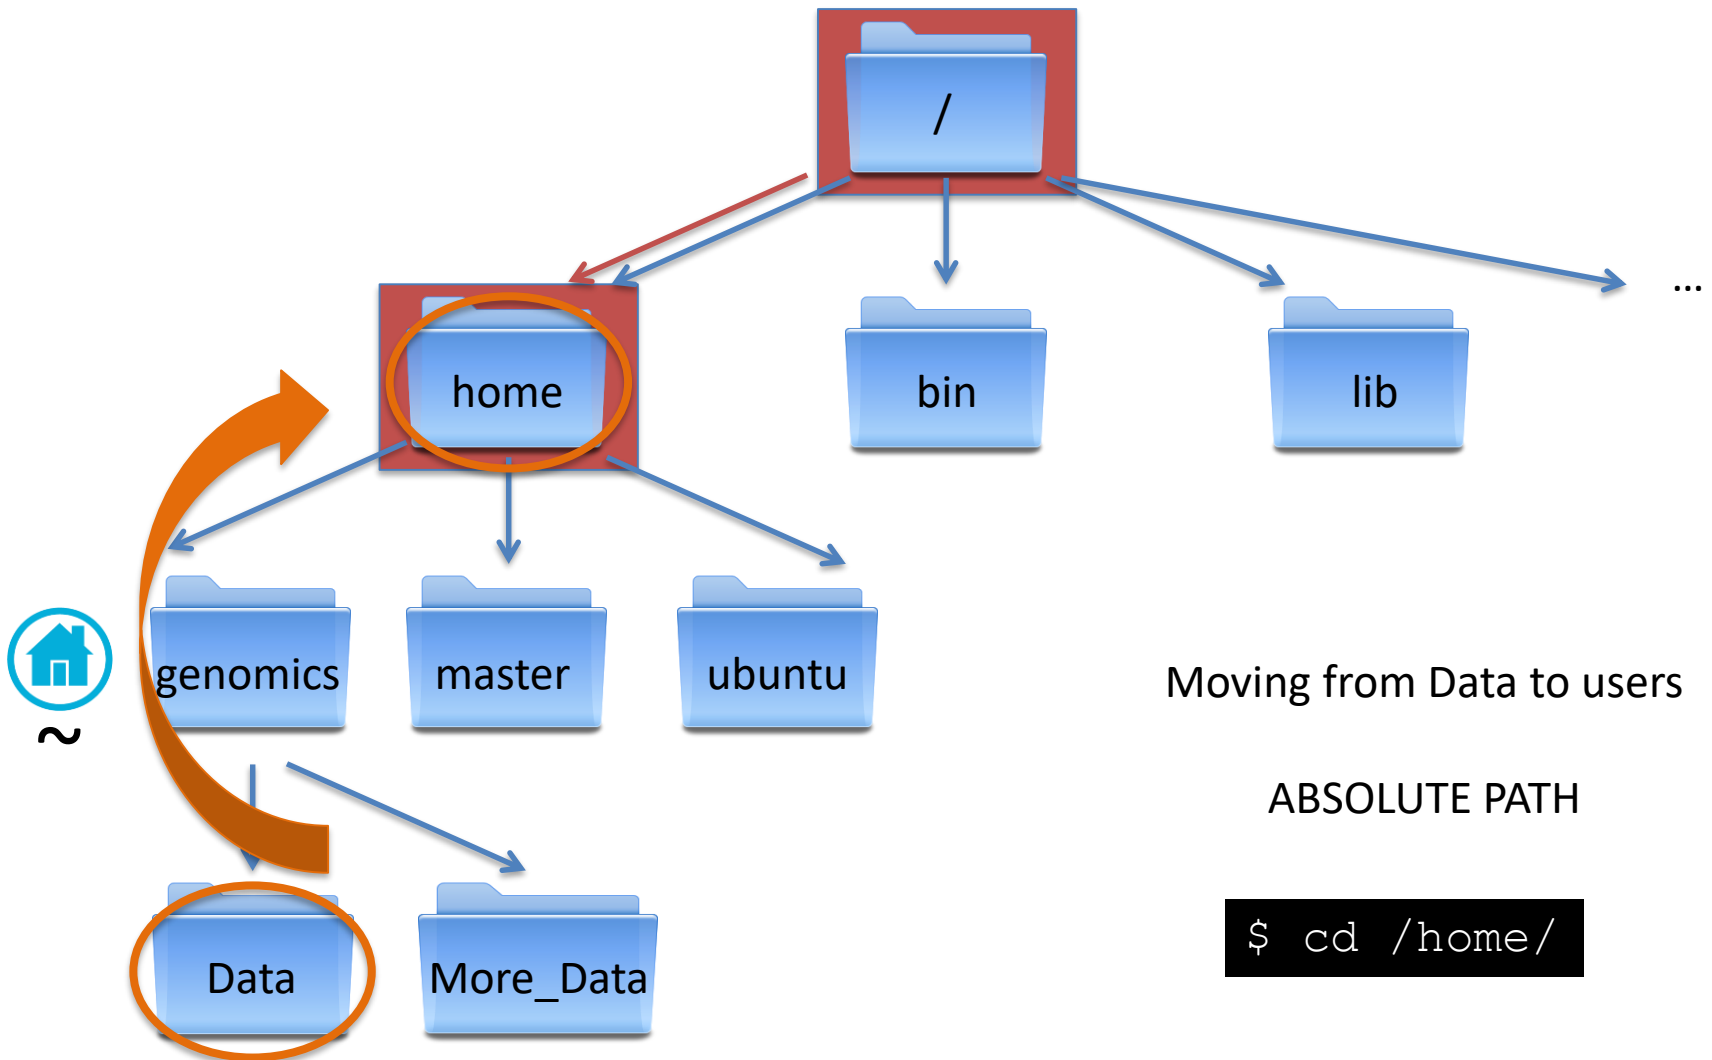 /
...
home
bin
lib
genomics
master
ubuntu
~
Moving from Data to users
ABSOLUTE PATH
$ cd /home/
Data
More_Data